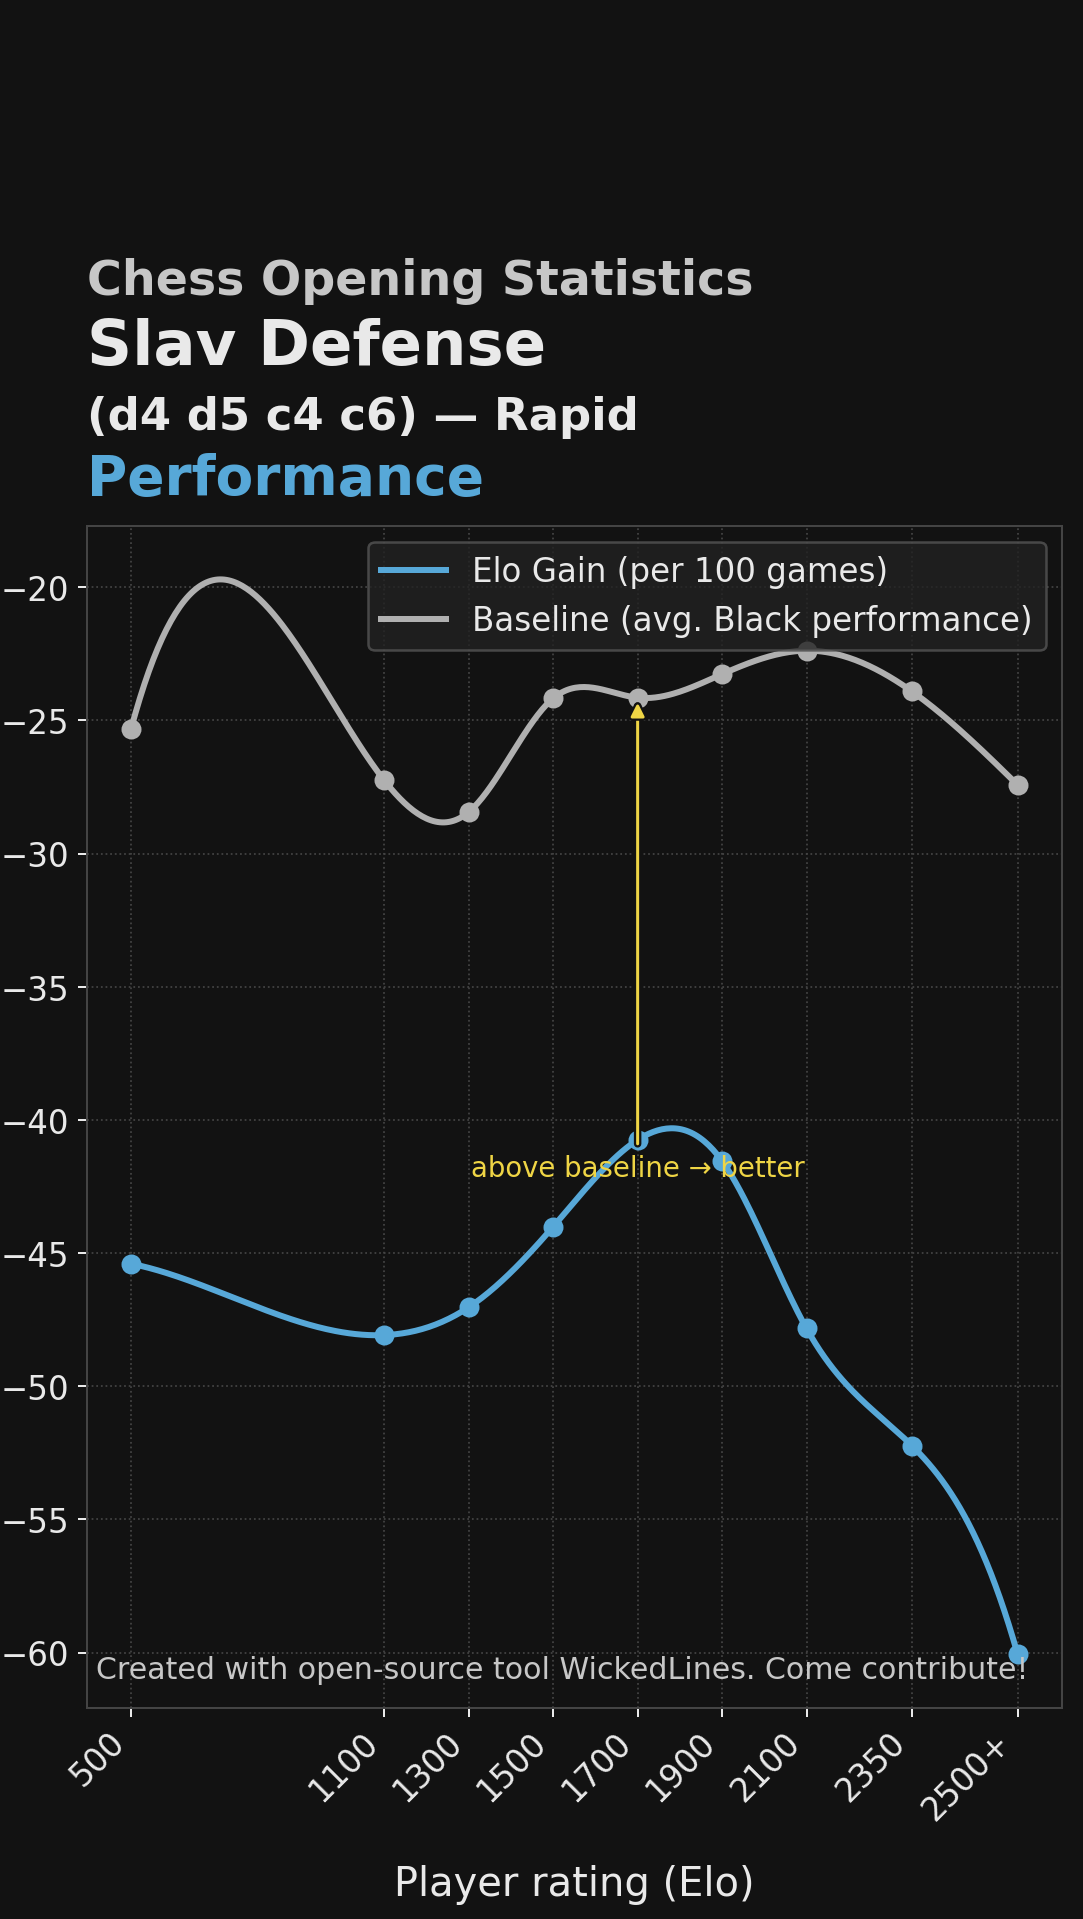 Chess Opening Statistics
Slav Defense
(d4 d5 c4 c6) — Rapid
Performance
Elo Gain (per 100 games)
Baseline (avg. Black performance)
−20
−25
−30
−35
−40
above baseline → better
−45
−50
−55
−60
Created with open-source tool WickedLines. Come contribute!
500
1100
1300
1500
1700
1900
2100
2350
2500+
Player rating (Elo)